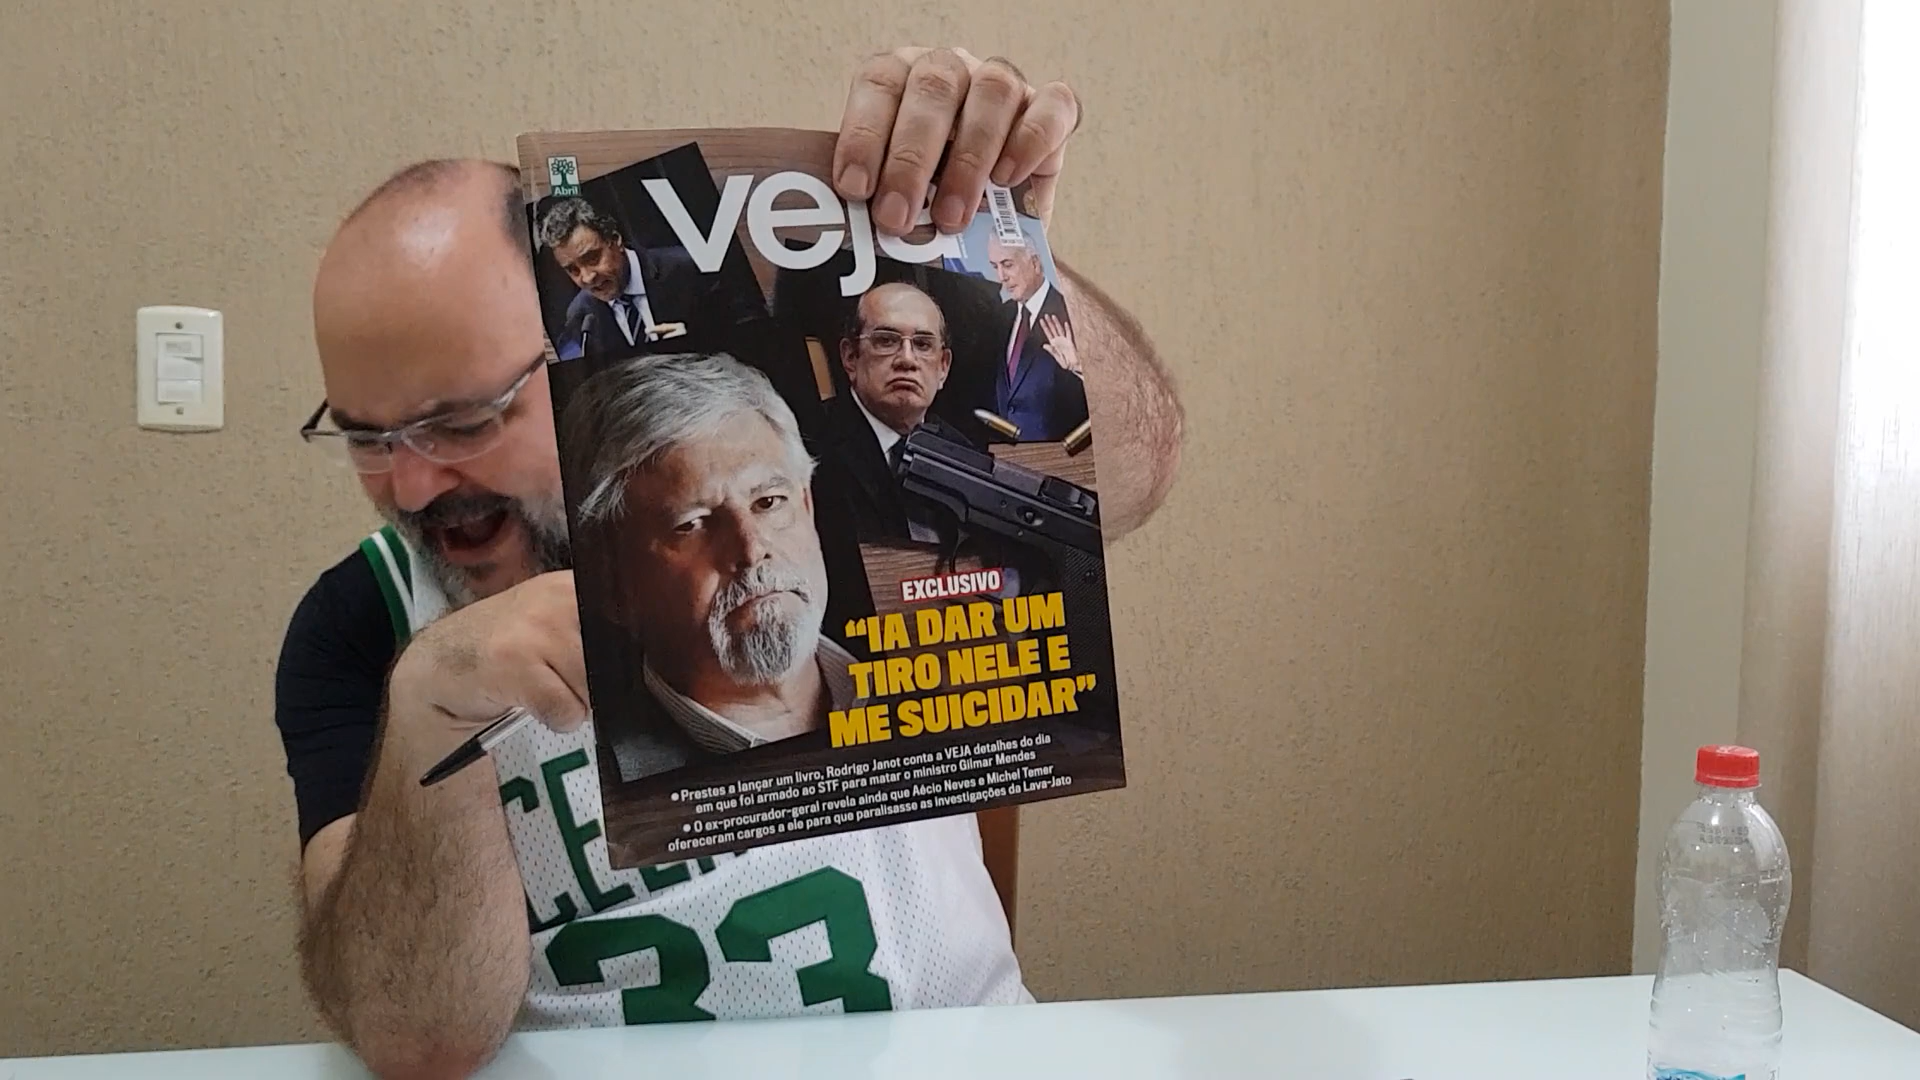 Abril
veja
EXCLUSIVO
“IA DAR UM
TIRO NELE E
ME SUICIDAR”
● Prestes a lançar um livro, Rodrigo Janot conta a VEJA detalhes do dia
em que foi armado ao STF para matar o ministro Gilmar Mendes
● O ex-procurador-geral revela ainda que Aécio Neves e Michel Temer
ofereceram cargos a ele para que paralisasse as investigações da Lava-Jato
33